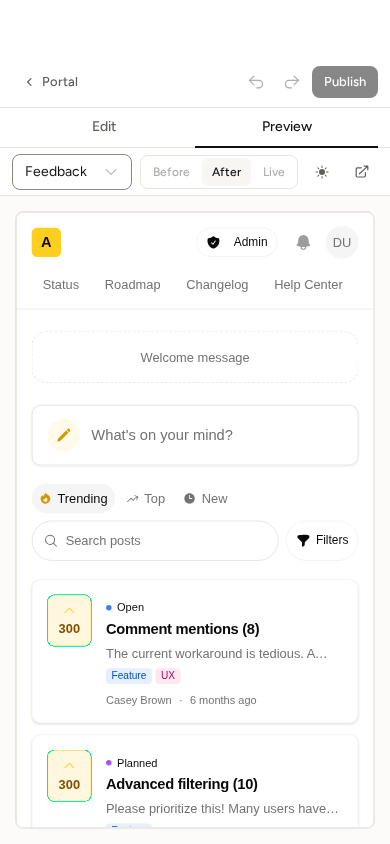 Portal
Publish
Edit Preview
Feedback Before After Live
A Admin DU
Status Roadmap Changelog Help Center
Welcome message
What's on your mind?
Trending Top New
Search posts Filters
Open
300 Comment mentions (8)
The current workaround is tedious. A…
Feature UX
Casey Brown · 6 months ago
Planned
300 Advanced filtering (10)
Please prioritize this! Many users have…